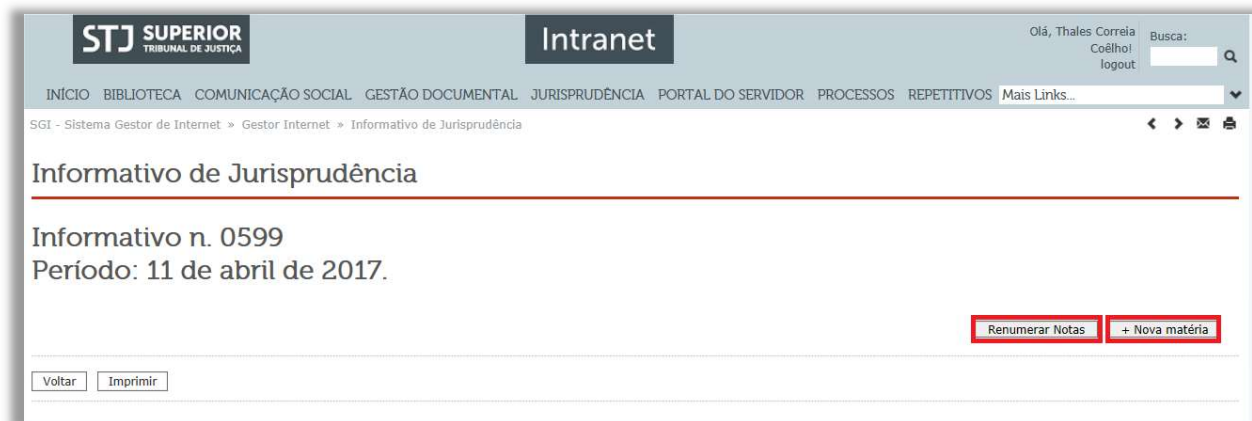 STJ SUPERIOR
TRIBUNAL DE JUSTIÇA
Intranet
Olá, Thales Correia
Coêlho!
logout
Busca:
INÍCIO BIBLIOTECA COMUNICAÇÃO SOCIAL GESTÃO DOCUMENTAL JURISPRUDÊNCIA PORTAL DO SERVIDOR PROCESSOS REPETITIVOS Mais Links...
SGI - Sistema Gestor de Internet » Gestor Internet » Informativo de Jurisprudência
Informativo de Jurisprudência
Informativo n. 0599
Período: 11 de abril de 2017.
Renumerar Notas + Nova matéria
Voltar Imprimir